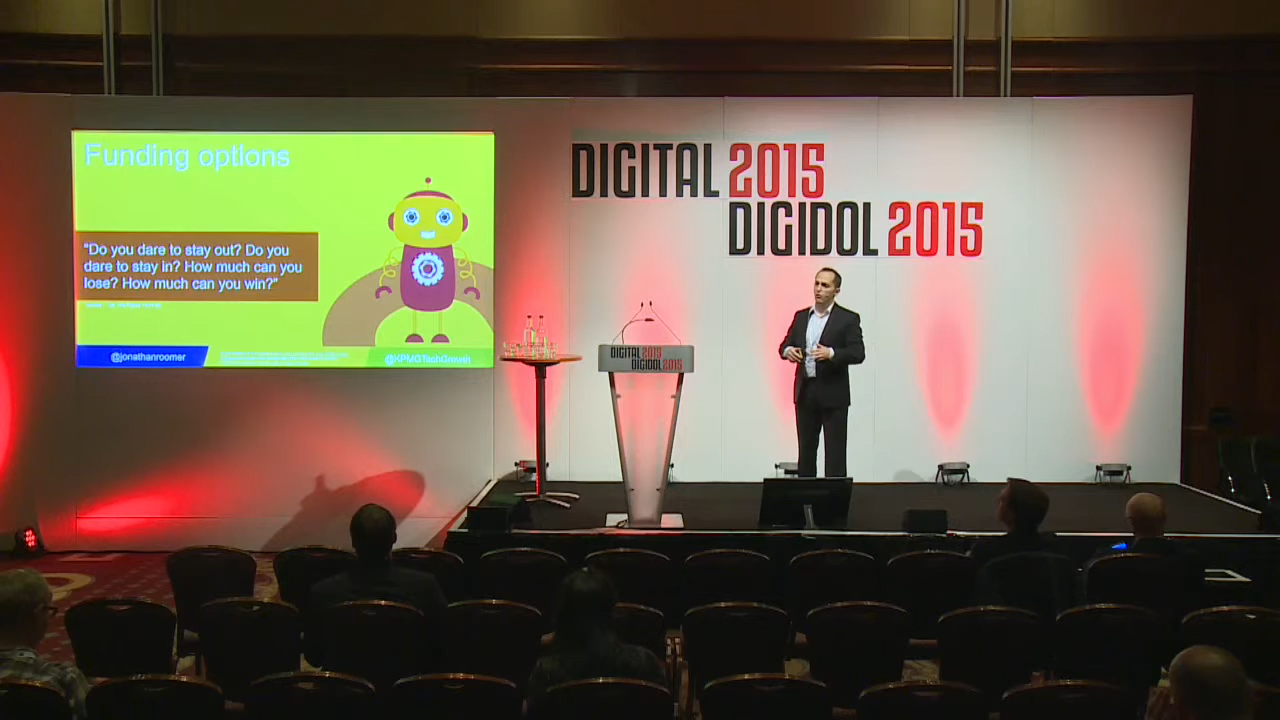 Funding options
"Do you dare to stay out? Do you
dare to stay in? How much can you
lose? How much can you win?"
@jonathanroomer
@KPMGTechGrowth
DIGITAL 2015
DIGIDOL 2015
DIGITAL 2015
DIGIDOL 2015